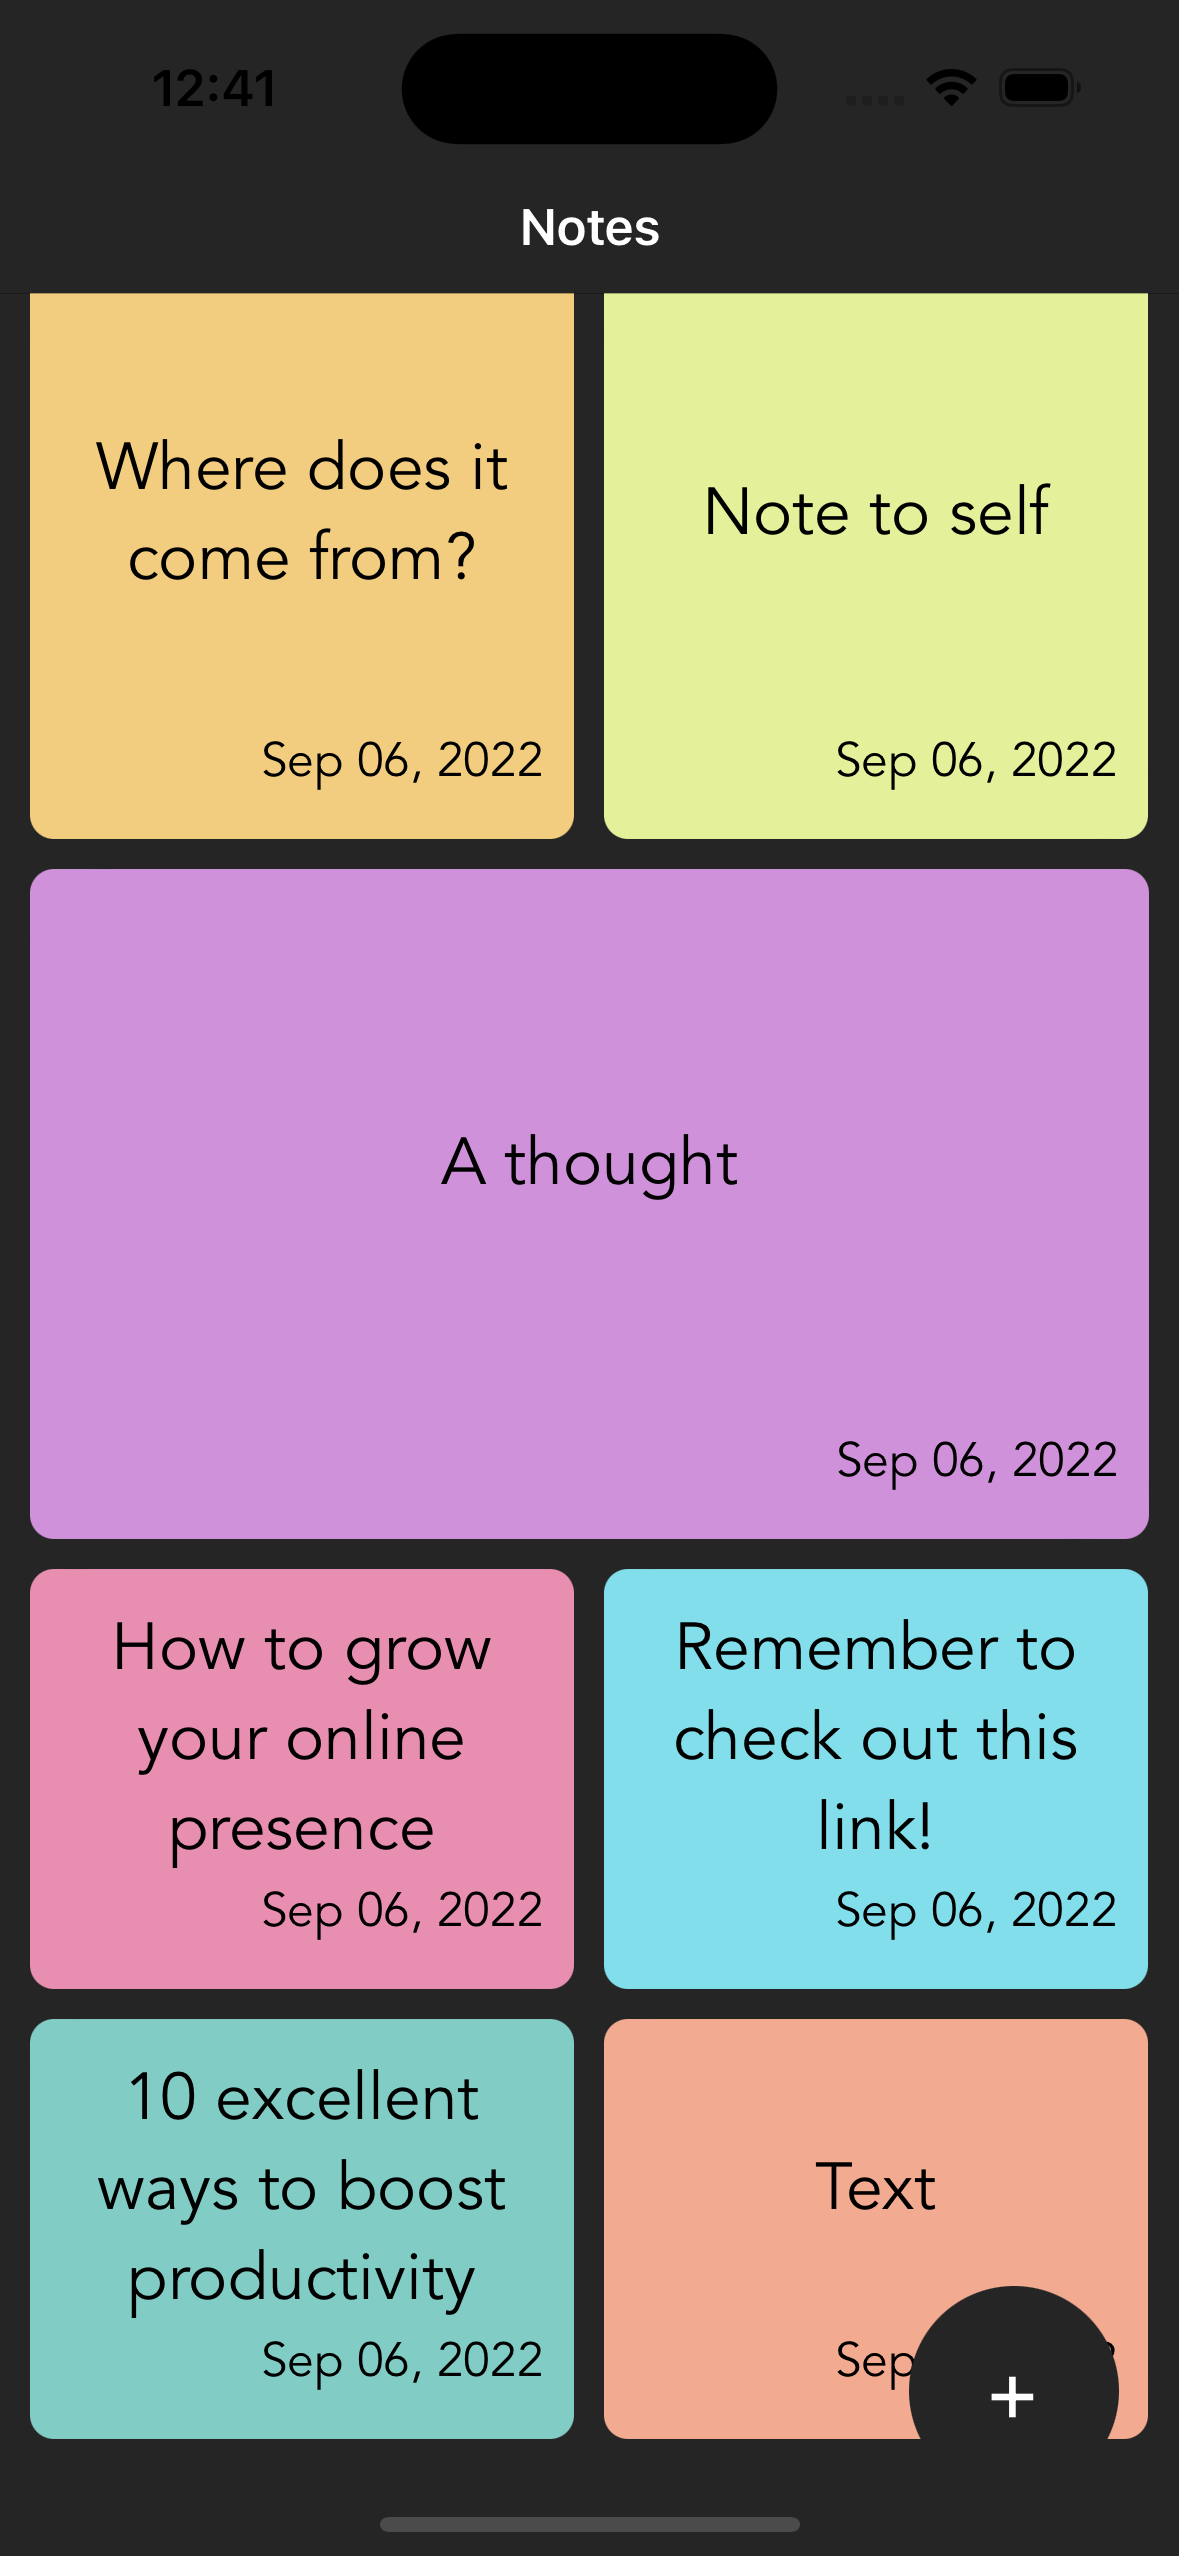 12:41
Notes
Where does it
come from?
Sep 06, 2022
Note to self
Sep 06, 2022
A thought
Sep 06, 2022
How to grow
your online
presence
Sep 06, 2022
Remember to
check out this
link!
Sep 06, 2022
10 excellent
ways to boost
productivity
Sep 06, 2022
Text
Sep
+